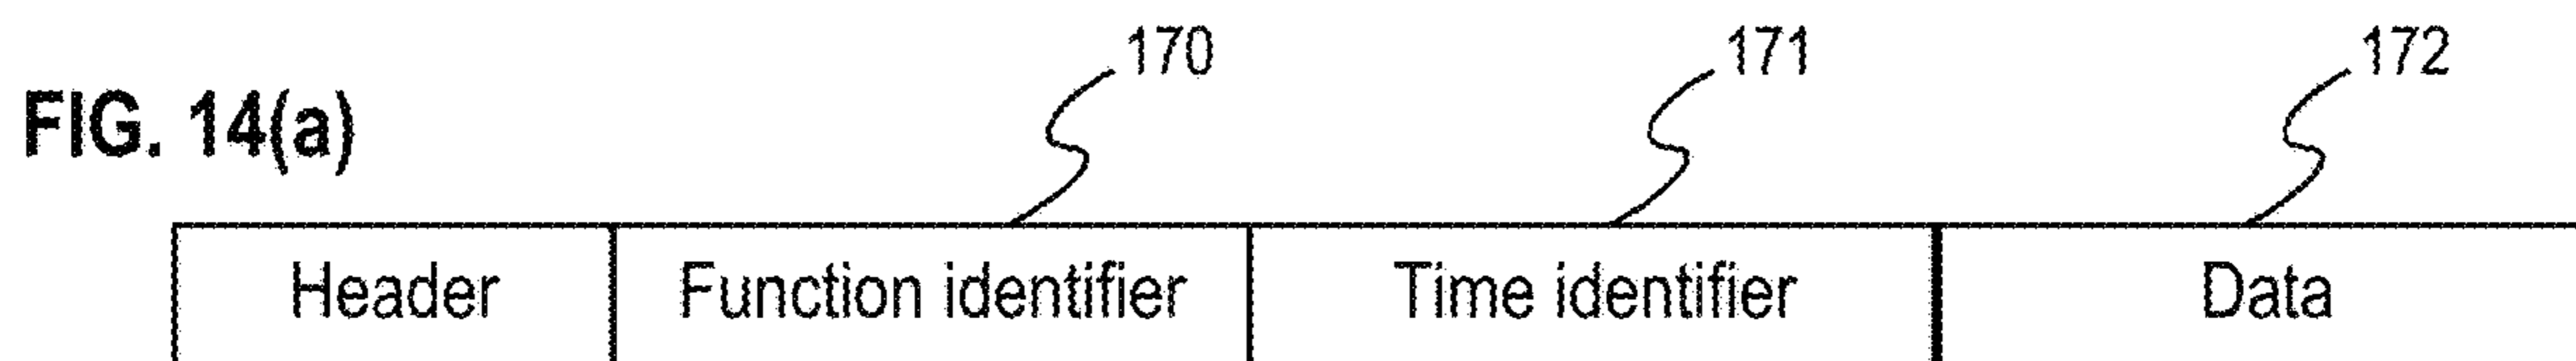 170 171 172
FIG. 14(a)
Header Function identifier Time identifier Data